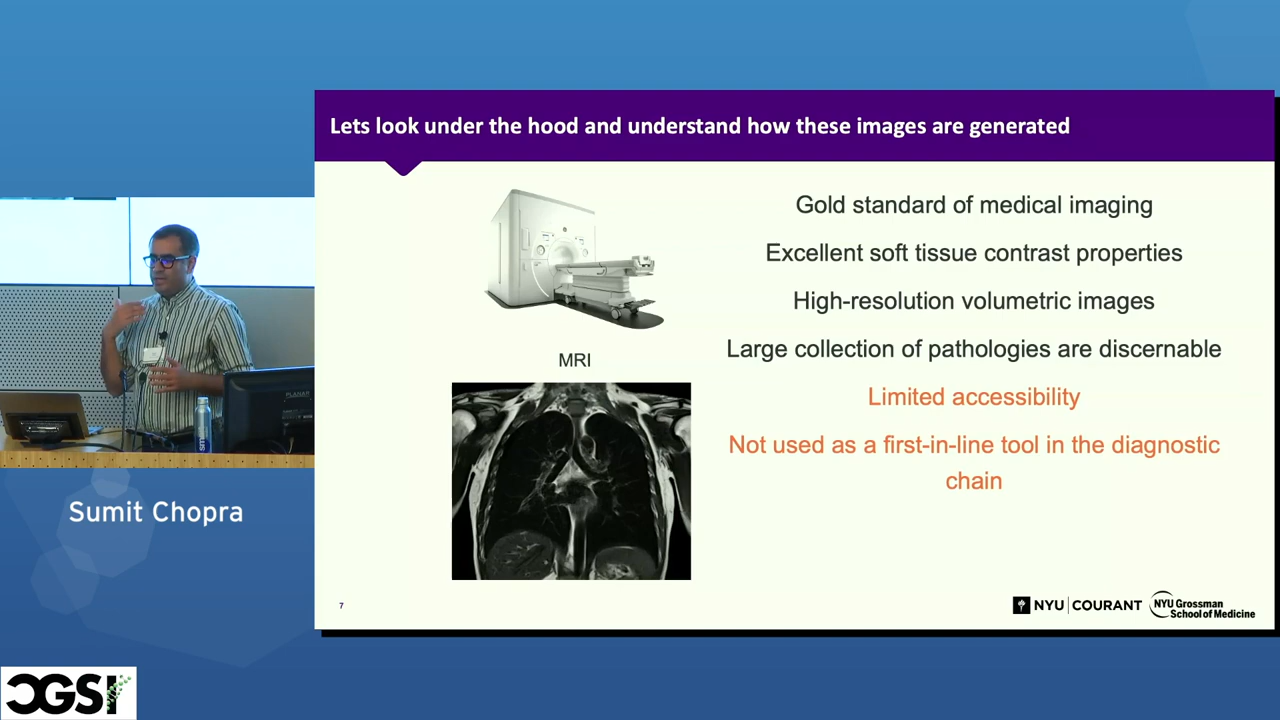 Lets look under the hood and understand how these images are generated
Gold standard of medical imaging
Excellent soft tissue contrast properties
High-resolution volumetric images
Large collection of pathologies are discernable
MRI
Limited accessibility
Not used as a first-in-line tool in the diagnostic
chain
Sumit Chopra
7
NYU | COURANT
NYU Grossman
School of Medicine
CGSI